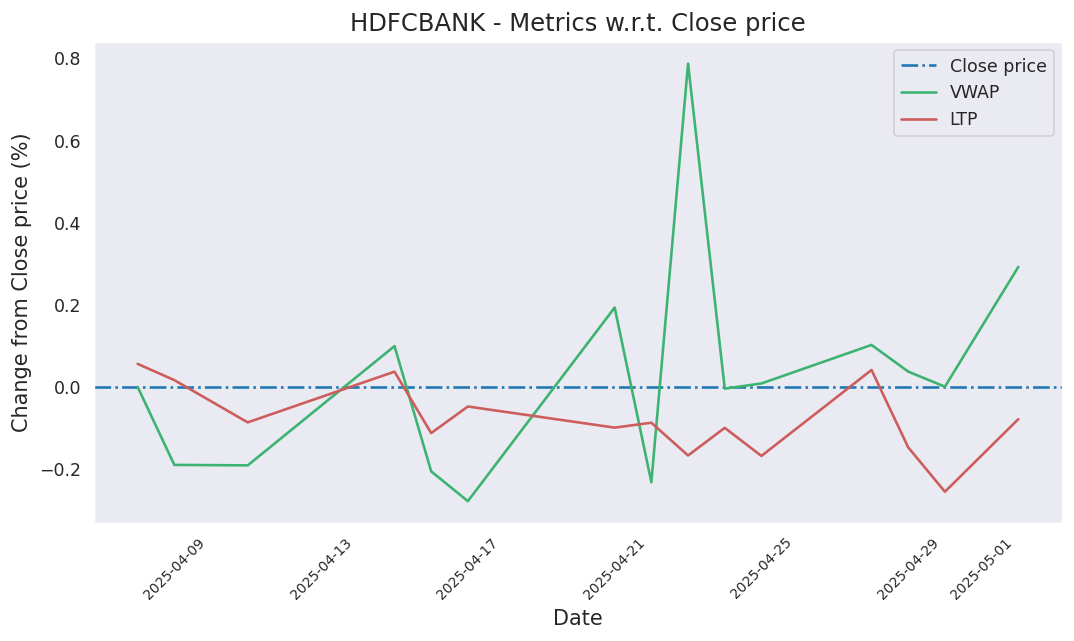 HDFCBANK - Metrics w.r.t. Close price
Close price
VWAP
LTP
Change from Close price (%)
0.8
0.6
0.4
0.2
0.0
−0.2
2025-04-09
2025-04-13
2025-04-17
2025-04-21
2025-04-25
2025-04-29
2025-05-01
Date